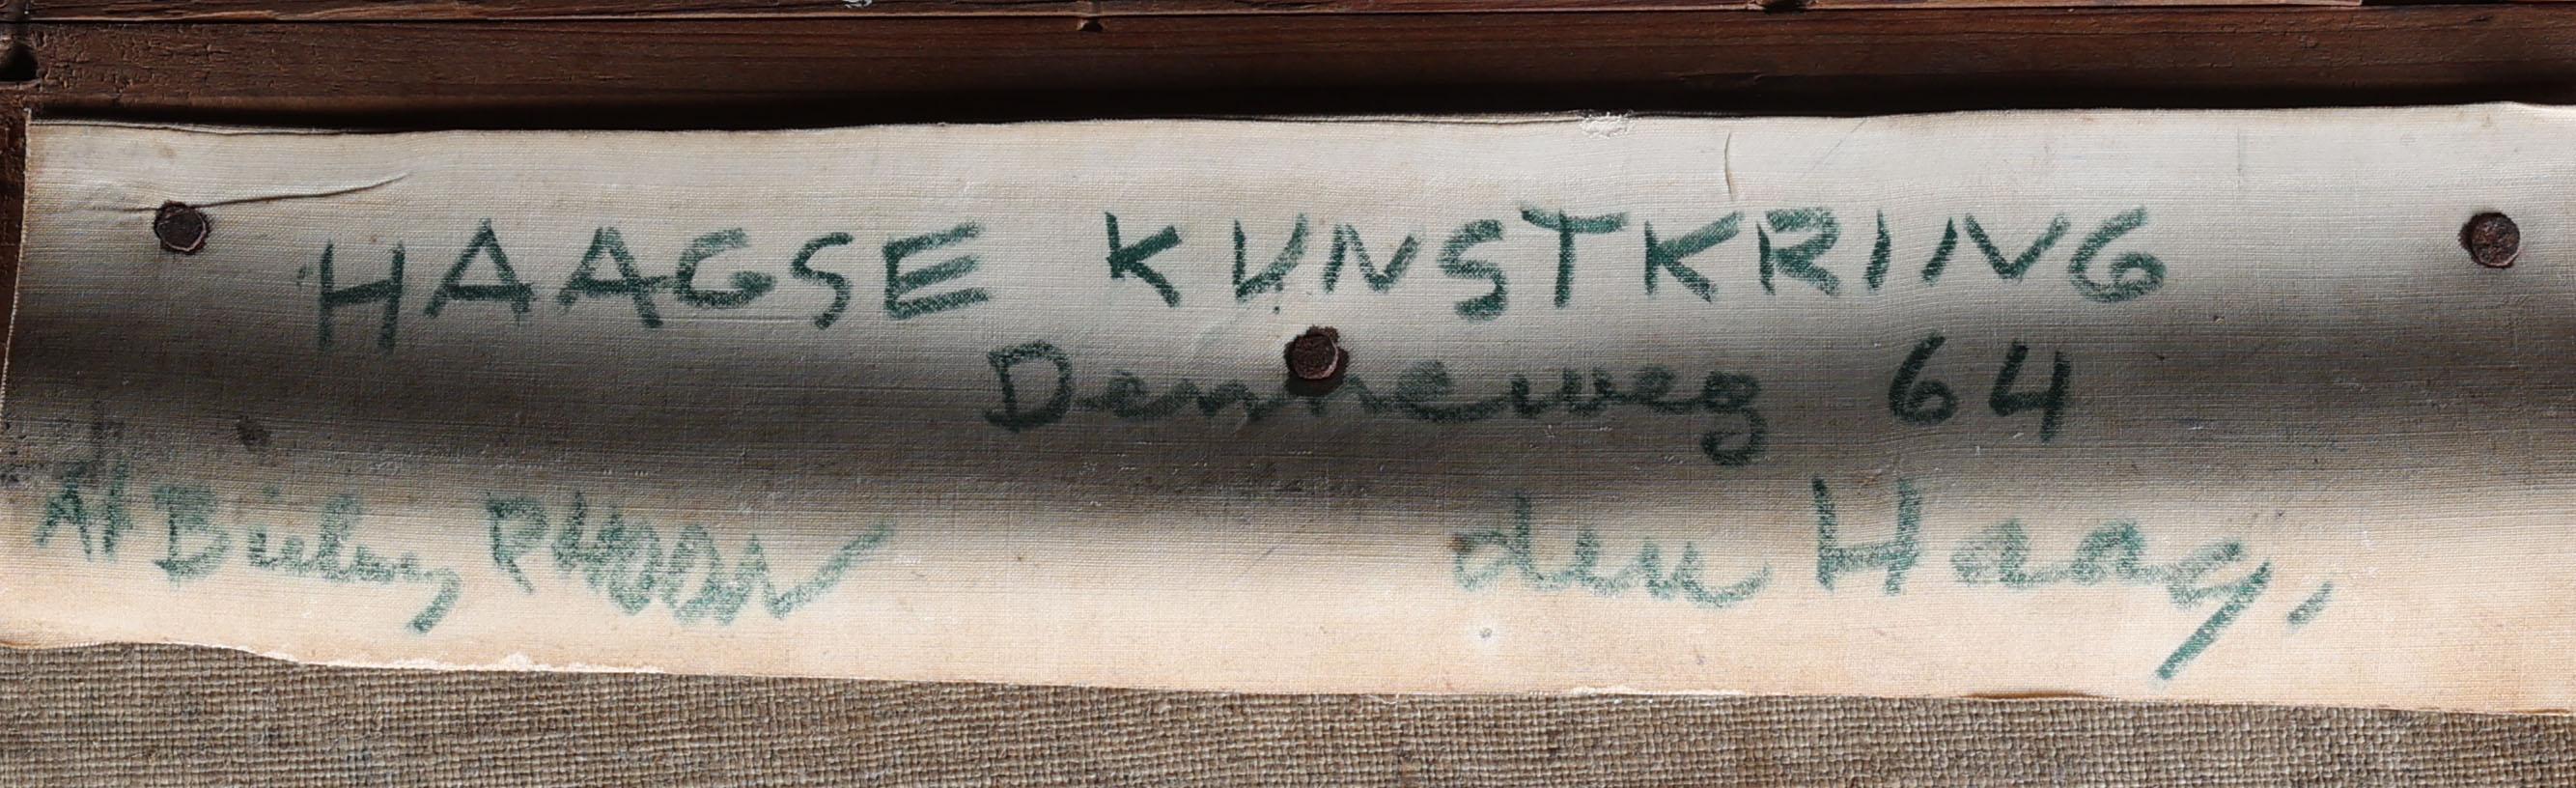 HAAGSE KUNSTKRING
Denneweg 64
den Haag.